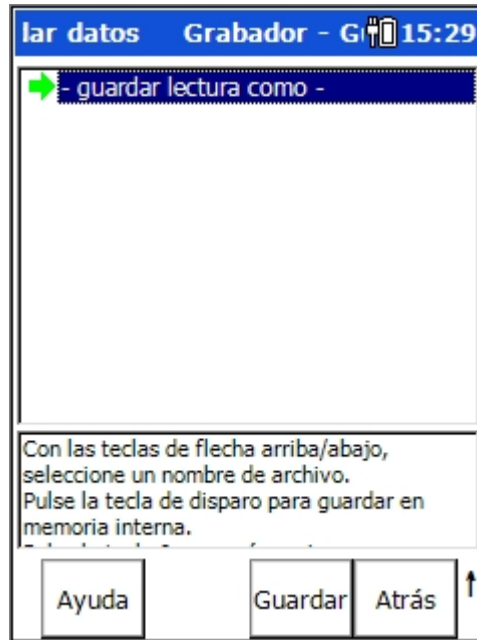 lar datos Grabador - G 15:29
- guardar lectura como -
Con las teclas de flecha arriba/abajo,
seleccione un nombre de archivo.
Pulse la tecla de disparo para guardar en
memoria interna.
Ayuda Guardar Atrás